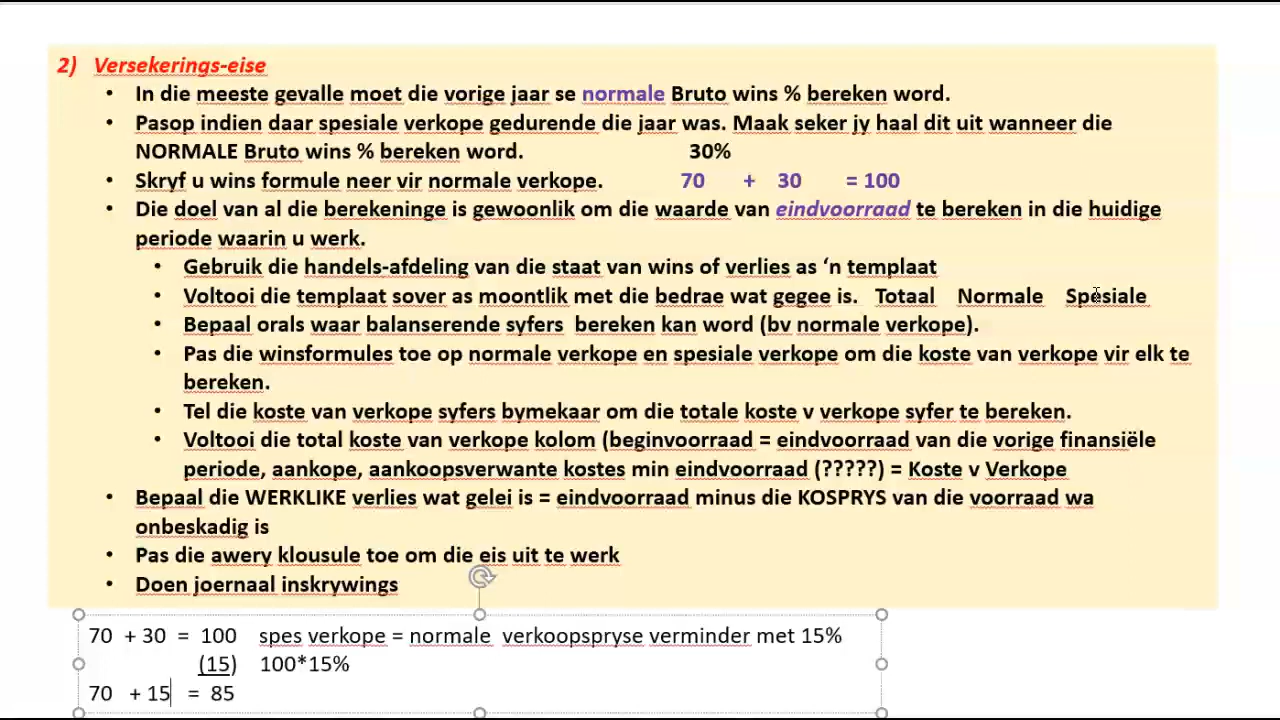 2) Versekerings-eise
• In die meeste gevalle moet die vorige jaar se normale Bruto wins % bereken word.
• Pasop indien daar spesiale verkope gedurende die jaar was. Maak seker jy haal dit uit wanneer die
NORMALE Bruto wins % bereken word. 30%
• Skryf u wins formule neer vir normale verkope. 70 + 30 = 100
• Die doel van al die berekeninge is gewoonlik om die waarde van eindvoorraad te bereken in die huidige
periode waarin u werk.
• Gebruik die handels-afdeling van die staat van wins of verlies as ‘n templaat
• Voltooi die templaat sover as moontlik met die bedrae wat gegee is. Totaal Normale Spesiale
• Bepaal orals waar balanserende syfers bereken kan word (bv normale verkope).
• Pas die winsformules toe op normale verkope en spesiale verkope om die koste van verkope vir elk te
bereken.
• Tel die koste van verkope syfers bymekaar om die totale koste v verkope syfer te bereken.
• Voltooi die total koste van verkope kolom (beginvoorraad = eindvoorraad van die vorige finansiële
periode, aankope, aankoopsverwante kostes min eindvoorraad (?????) = Koste v Verkope
• Bepaal die WERKLIKE verlies wat gelei is = eindvoorraad minus die KOSPRYS van die voorraad wa
onbeskadig is
• Pas die awery klousule toe om die eis uit te werk
• Doen joernaal inskrywings
70 + 30 = 100 spes verkope = normale verkoopspryse verminder met 15%
(15) 100*15%
70 + 15 = 85